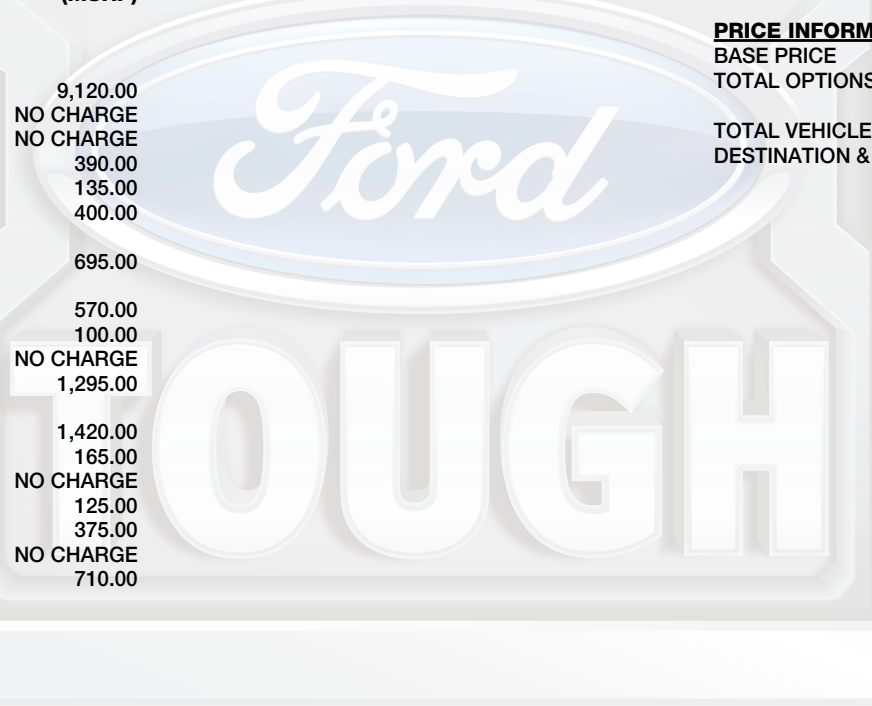 PRICE INFORM
BASE PRICE
TOTAL OPTIONS
TOTAL VEHICLE
DESTINATION &
9,120.00
NO CHARGE
NO CHARGE
390.00
135.00
400.00
695.00
570.00
100.00
NO CHARGE
1,295.00
1,420.00
165.00
NO CHARGE
125.00
375.00
NO CHARGE
710.00
Ford
TOUGH